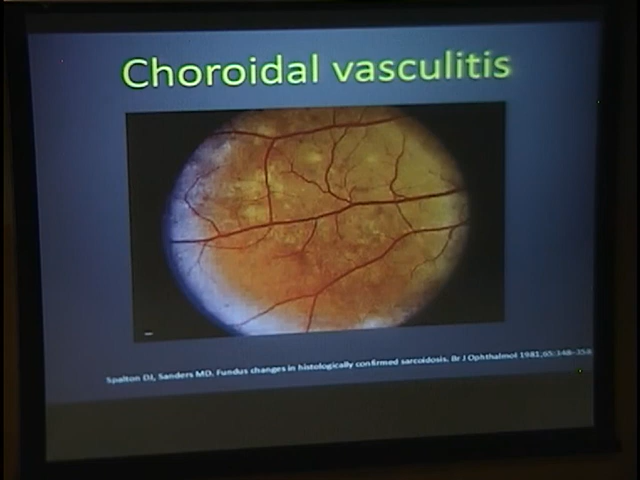 Choroidal vasculitis
Spalton DJ, Sanders MD. Fundus changes in histologically confirmed sarcoidosis. Br J Ophthalmol 1981;65:348-358